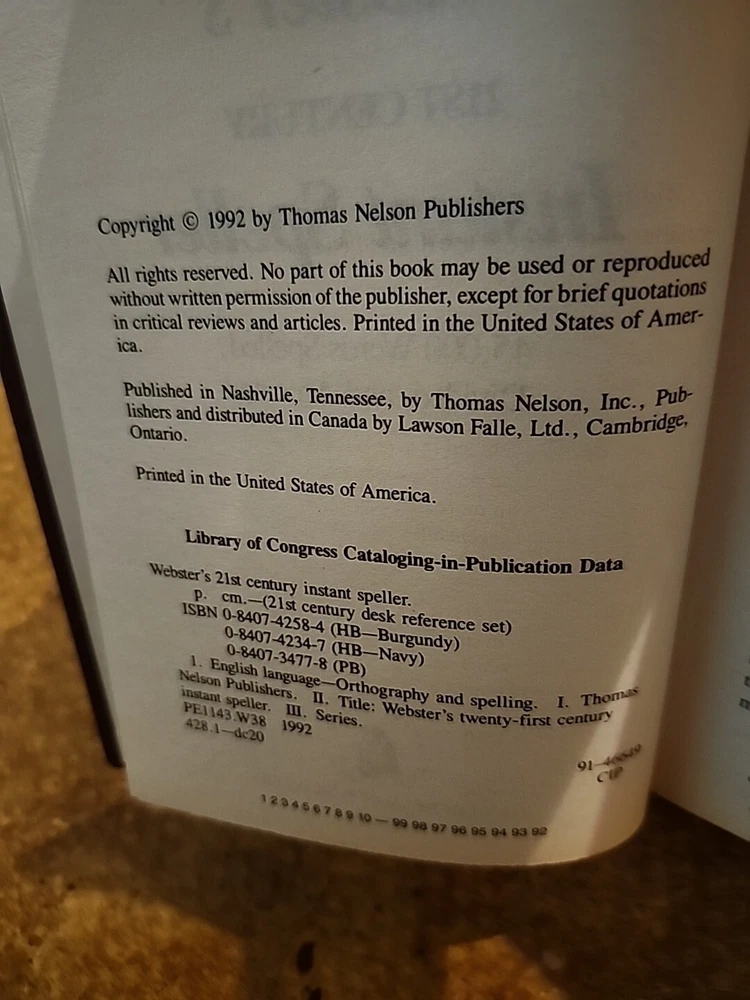 Copyright © 1992 by Thomas Nelson Publishers
All rights reserved. No part of this book may be used or reproduced
without written permission of the publisher, except for brief quotations
in critical reviews and articles. Printed in the United States of Amer-
ica.
Published in Nashville, Tennessee, by Thomas Nelson, Inc., Pub-
lishers and distributed in Canada by Lawson Falle, Ltd., Cambridge,
Ontario.
Printed in the United States of America.
Library of Congress Cataloging-in-Publication Data
Webster's 21st century instant speller.
p. cm.—(21st century desk reference set)
ISBN 0-8407-4258-4 (HB—Burgundy)
0-8407-4234-7 (HB—Navy)
0-8407-3477-8 (PB)
1. English language—Orthography and spelling. I. Thomas
Nelson Publishers. II. Title: Webster's twenty-first century
instant speller. III. Series.
PE1143.W38 1992
428.1—dc20
CIP
1 2 3 4 5 6 7 8 9 10 — 99 98 97 96 95 94 93 92